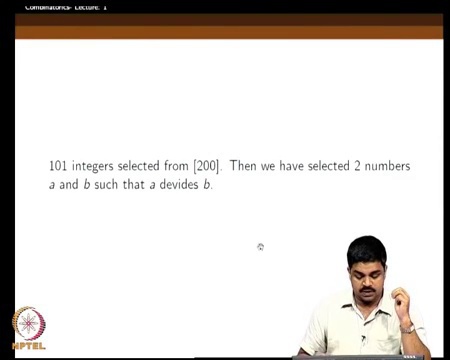 Combinatorics- Lecture: 1
101 integers selected from [200]. Then we have selected 2 numbers
a and b such that a devides b.
NPTEL